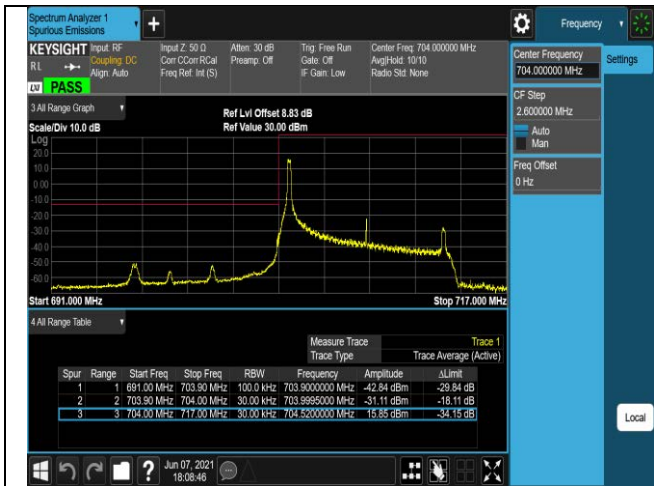 Spectrum Analyzer 1
Spurious Emissions
Frequency
KEYSIGHT Input: RF Input Z: 50 Ω Atten: 30 dB Trig: Free Run Center Freq: 704.000000 MHz
RL Coupling: DC Corr CCorr RCal Preamp: Off Gate: Off Avg|Hold: 10/10
Align: Auto Freq Ref: Int (S) IF Gain: Low Radio Std: None
LXI PASS
Center Frequency
704.000000 MHz
Settings
CF Step
2.600000 MHz
Auto
Man
Freq Offset
0 Hz
3 All Range Graph
Ref Lvl Offset 8.83 dB
Scale/Div 10.0 dB Ref Value 30.00 dBm
Log
20.0
10.0
0.00
-10.0
-20.0
-30.0
-40.0
-50.0
-60.0
Start 691.000 MHz Stop 717.000 MHz
4 All Range Table
Measure Trace Trace 1
Trace Type Trace Average (Active)
Spur Range Start Freq Stop Freq RBW Frequency Amplitude ΔLimit
1 1 691.00 MHz 703.90 MHz 100.0 kHz 703.9000000 MHz -42.84 dBm -29.84 dB
2 2 703.90 MHz 704.00 MHz 30.00 kHz 703.9995000 MHz -31.11 dBm -18.11 dB
3 3 704.00 MHz 717.00 MHz 30.00 kHz 704.5200000 MHz 15.85 dBm -34.15 dB
Local
Jun 07, 2021
18:08:46